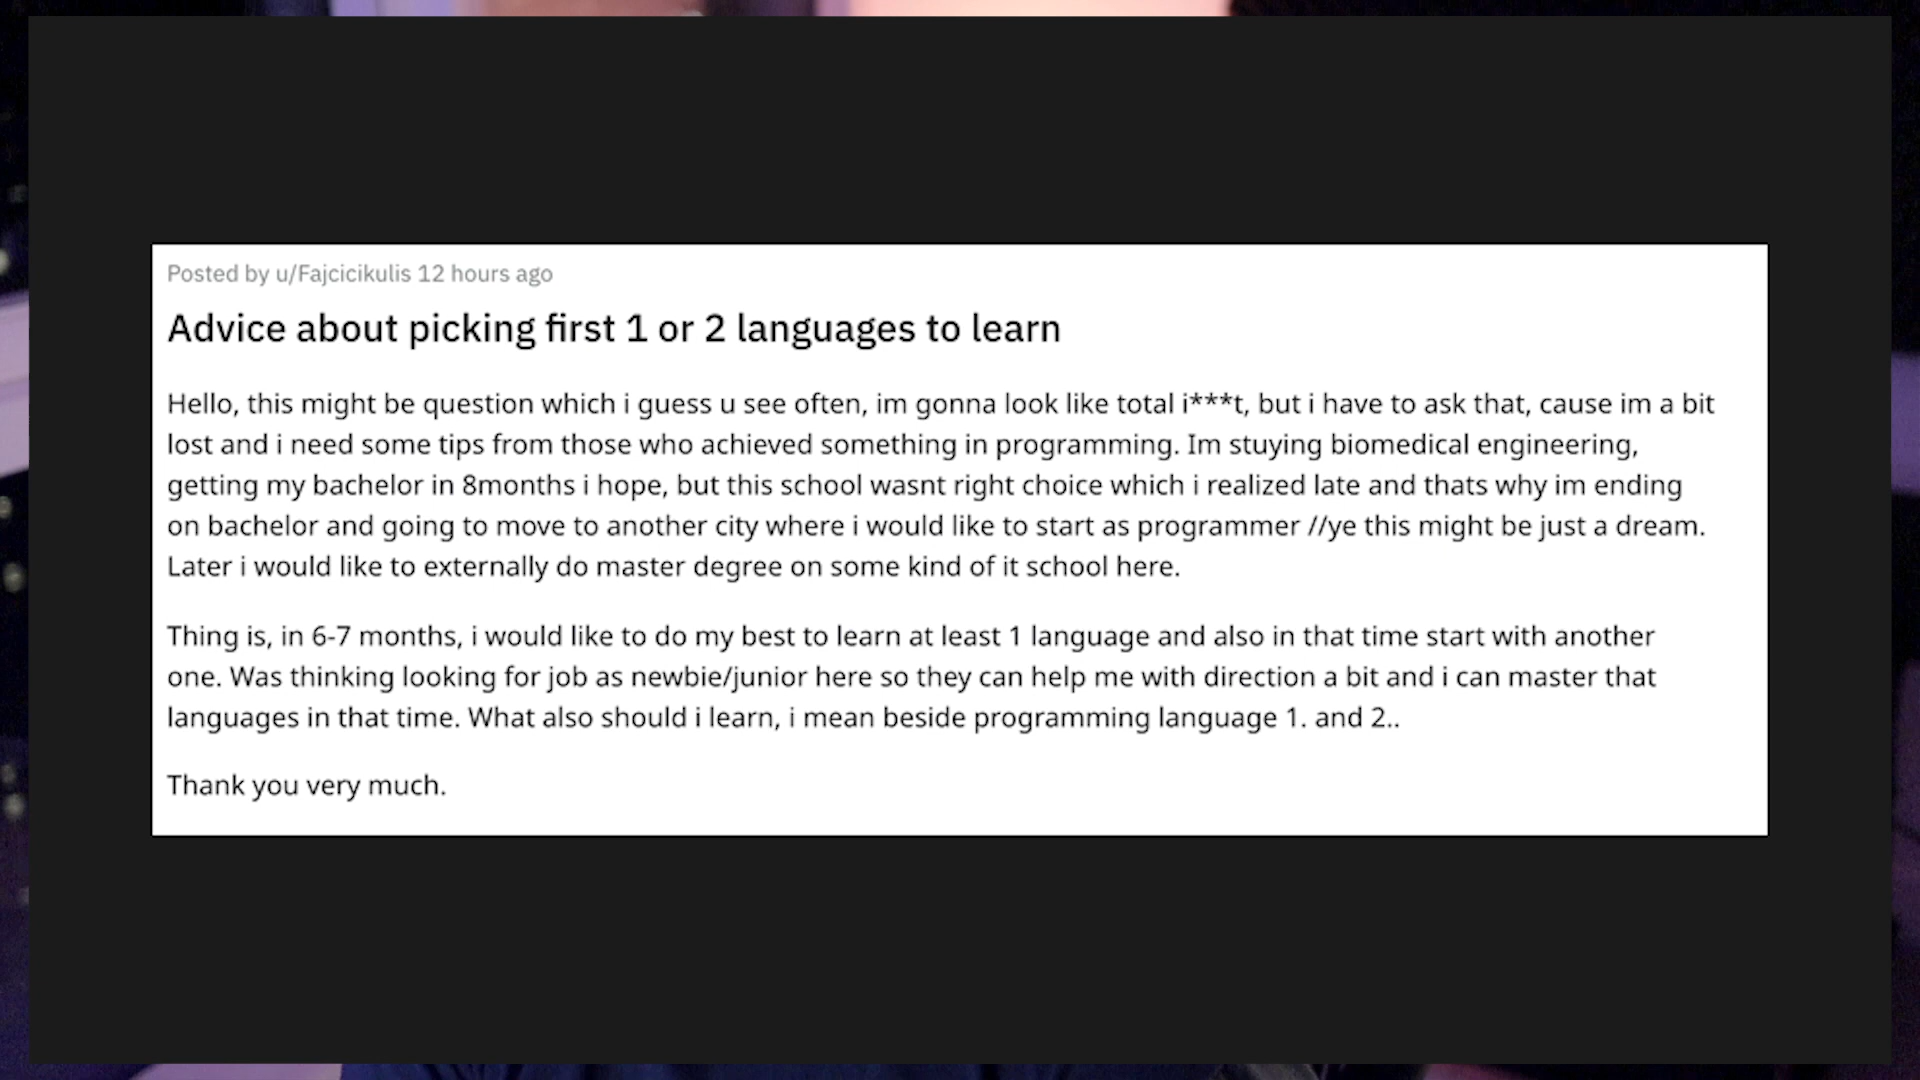 Posted by u/Fajcicikulis 12 hours ago
Advice about picking first 1 or 2 languages to learn
Hello, this might be question which i guess u see often, im gonna look like total i***t, but i have to ask that, cause im a bit
lost and i need some tips from those who achieved something in programming. Im stuying biomedical engineering,
getting my bachelor in 8months i hope, but this school wasnt right choice which i realized late and thats why im ending
on bachelor and going to move to another city where i would like to start as programmer //ye this might be just a dream.
Later i would like to externally do master degree on some kind of it school here.
Thing is, in 6-7 months, i would like to do my best to learn at least 1 language and also in that time start with another
one. Was thinking looking for job as newbie/junior here so they can help me with direction a bit and i can master that
languages in that time. What also should i learn, i mean beside programming language 1. and 2..
Thank you very much.